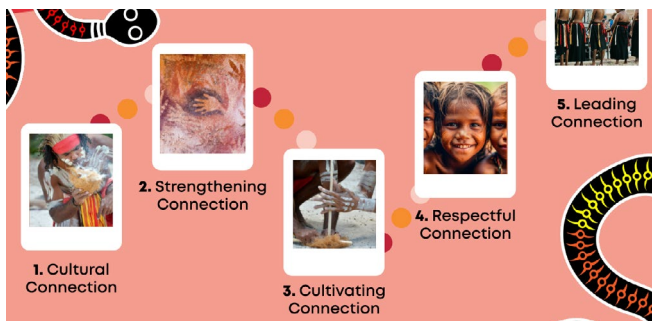 1. Cultural
Connection
2. Strengthening
Connection
3. Cultivating
Connection
4. Respectful
Connection
5. Leading
Connection